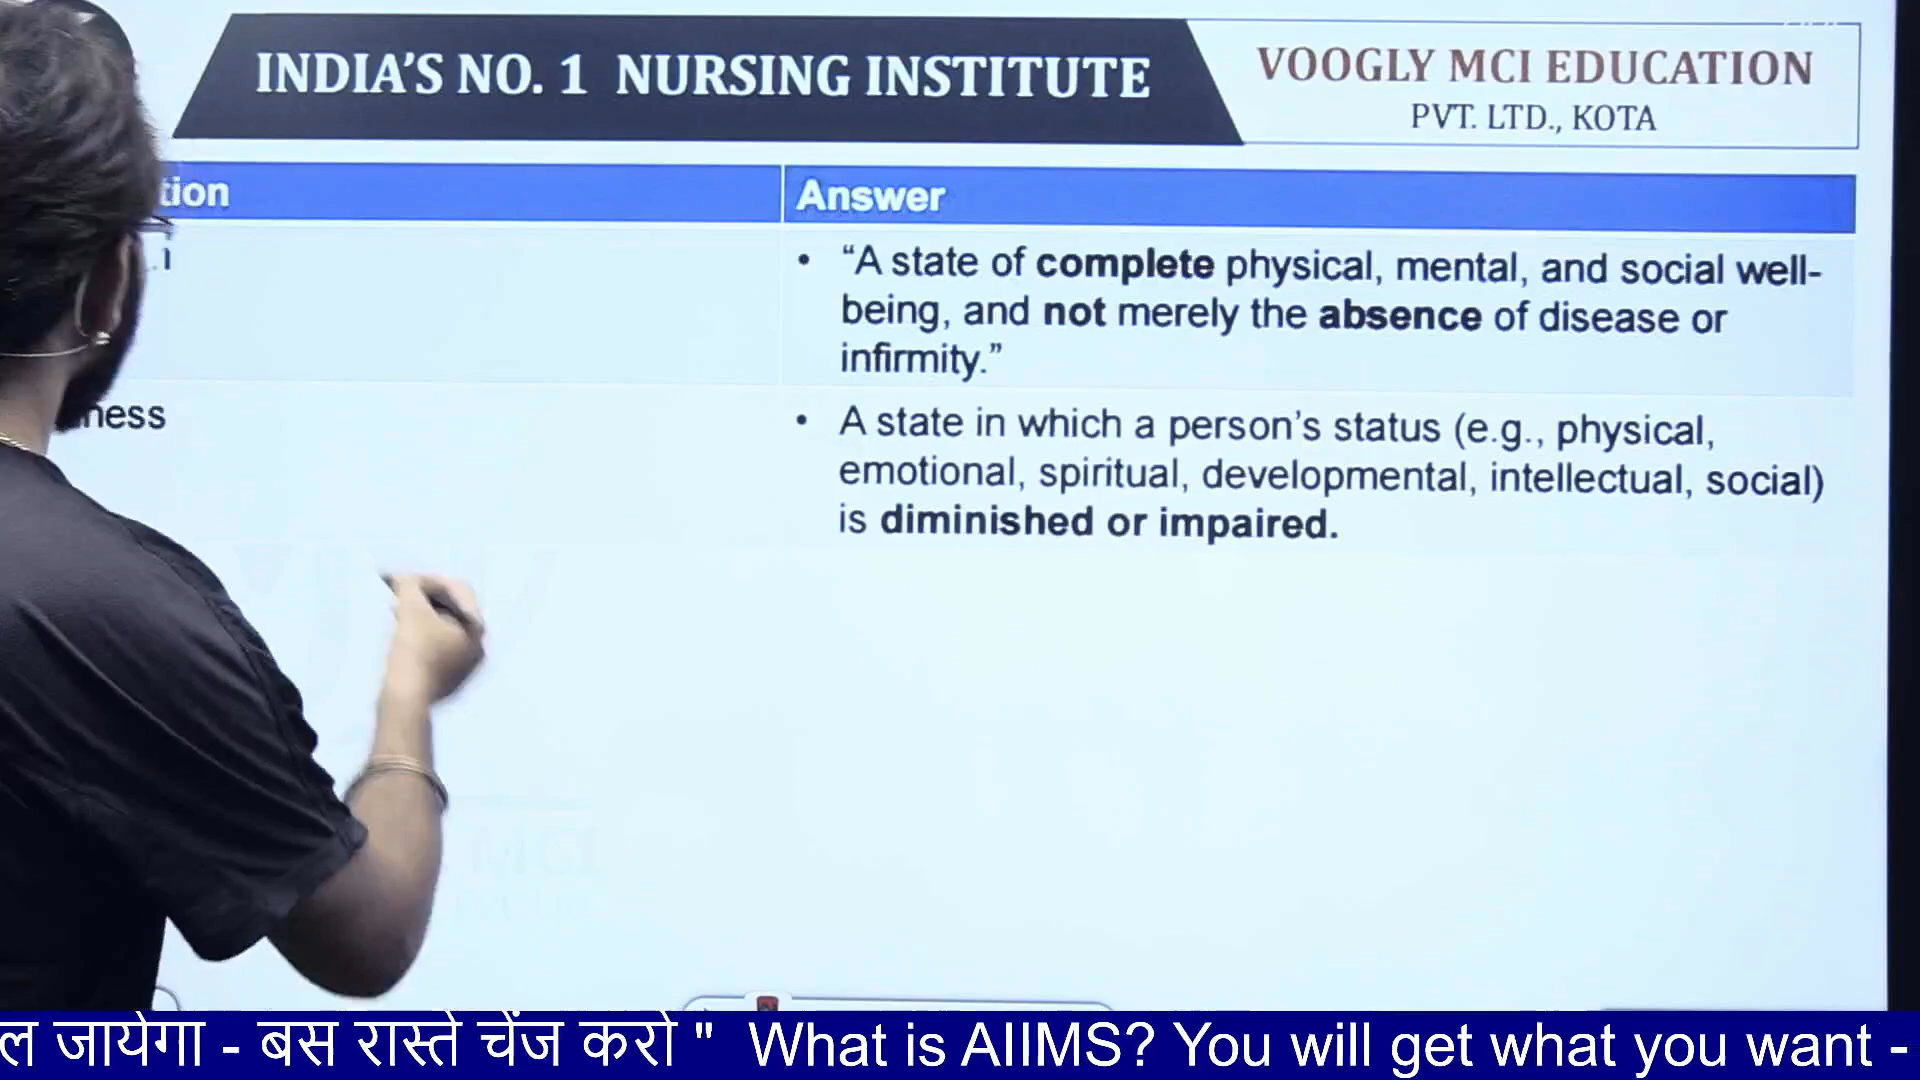 INDIA'S NO. 1 NURSING INSTITUTE
VOOGLY MCI EDUCATION
PVT. LTD., KOTA
tion
Answer
• “A state of complete physical, mental, and social well-
being, and not merely the absence of disease or
infirmity.”
ness
• A state in which a person’s status (e.g., physical,
emotional, spiritual, developmental, intellectual, social)
is diminished or impaired.
MCI
ल जायेगा - बस रास्ते चेंज करो " What is AIIMS? You will get what you want -